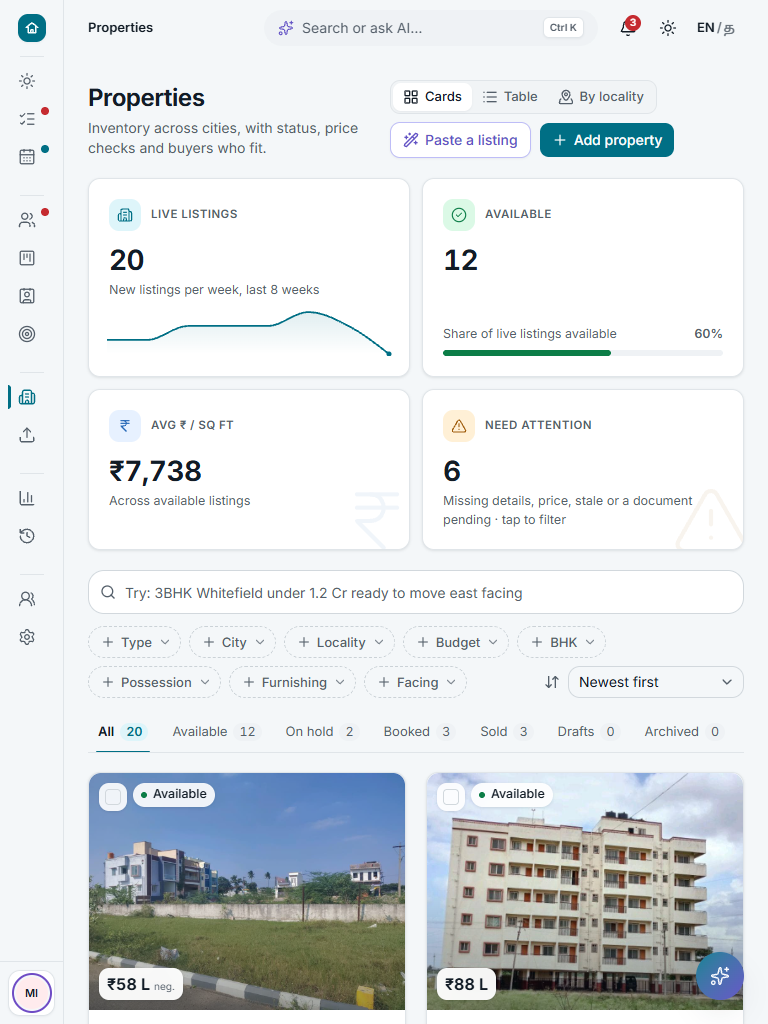 Properties
Search or ask AI...
Ctrl K
3
EN / த
Properties
Inventory across cities, with status, price
checks and buyers who fit.
Cards
Table
By locality
Paste a listing
Add property
LIVE LISTINGS
20
New listings per week, last 8 weeks
AVAILABLE
12
Share of live listings available
60%
AVG ₹ / SQ FT
₹7,738
Across available listings
₹
NEED ATTENTION
6
Missing details, price, stale or a document
pending · tap to filter
Try: 3BHK Whitefield under 1.2 Cr ready to move east facing
+ Type
+ City
+ Locality
+ Budget
+ BHK
+ Possession
+ Furnishing
+ Facing
Newest first
All 20
Available 12
On hold 2
Booked 3
Sold 3
Drafts 0
Archived 0
Available
Available
₹58 L neg.
₹88 L
MI